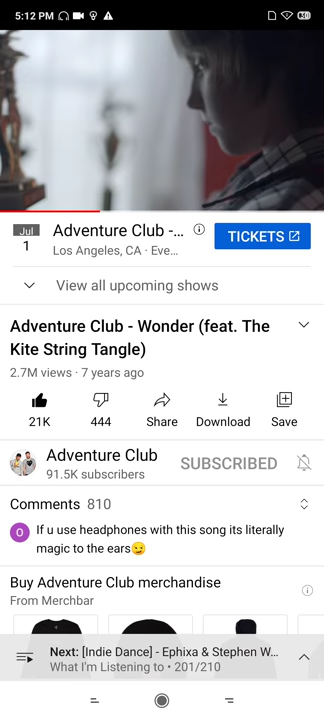 5:12 PM
60
Jul
1
Adventure Club -...
Los Angeles, CA · Eve...
TICKETS
View all upcoming shows
Adventure Club - Wonder (feat. The
Kite String Tangle)
2.7M views · 7 years ago
21K
444
Share
Download
Save
Adventure Club
91.5K subscribers
SUBSCRIBED
Comments 810
O
If u use headphones with this song its literally
magic to the ears😉
Buy Adventure Club merchandise
From Merchbar
Next: [Indie Dance] - Ephixa & Stephen W...
What I'm Listening to • 201/210